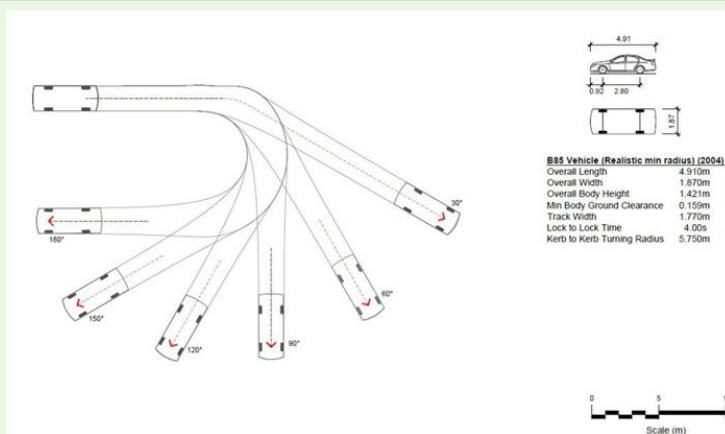 4.91
0.92 2.80
1.87
B85 Vehicle (Realistic min radius) (2004)
Overall Length 4.910m
Overall Width 1.870m
Overall Body Height 1.421m
Min Body Ground Clearance 0.159m
Track Width 1.770m
Lock to Lock Time 4.00s
Kerb to Kerb Turning Radius 5.750m
30°
180°
60°
150°
120°
90°
0 5
Scale (m)